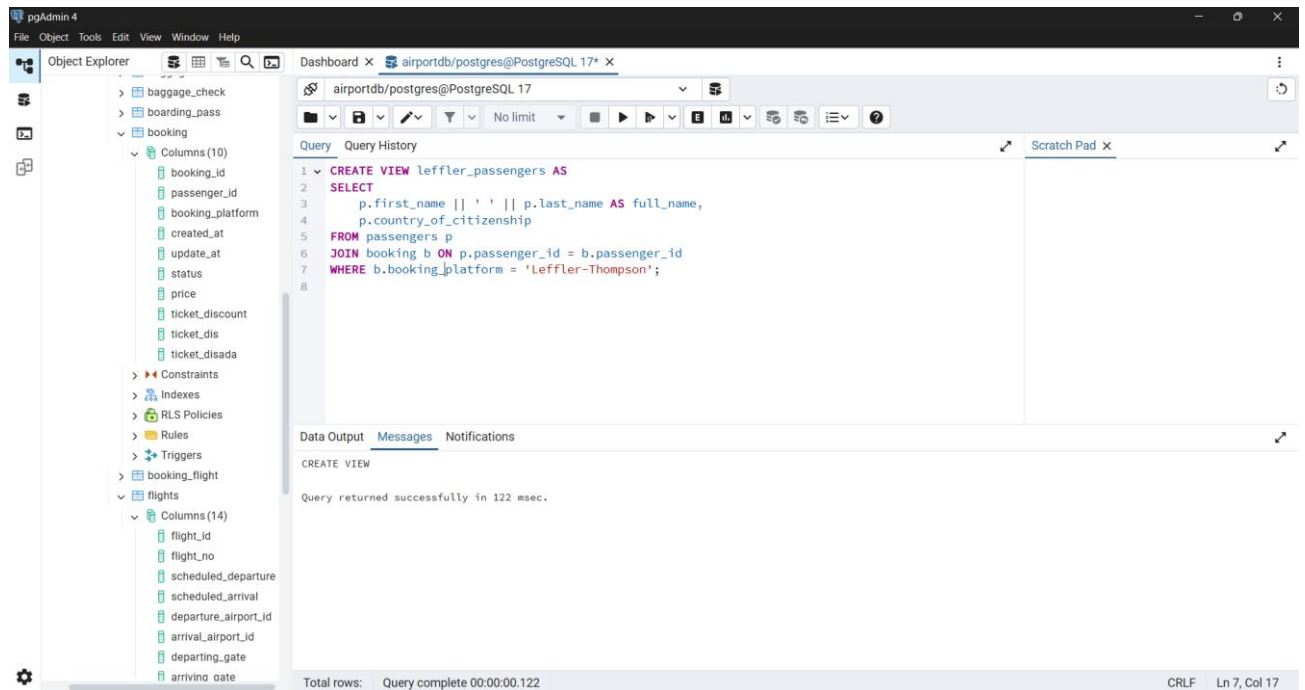 pgAdmin 4
File Object Tools Edit View Window Help
Object Explorer
Dashboard
airportdb/postgres@PostgreSQL 17*
baggage_check
boarding_pass
booking
Columns (10)
booking_id
passenger_id
booking_platform
created_at
update_at
status
price
ticket_discount
ticket_dis
ticket_disada
Constraints
Indexes
RLS Policies
Rules
Triggers
booking_flight
flights
Columns (14)
flight_id
flight_no
scheduled_departure
scheduled_arrival
departure_airport_id
arrival_airport_id
departing_gate
arriving_gate
airportdb/postgres@PostgreSQL 17
No limit
Query Query History
Scratch Pad
1 CREATE VIEW leffler_passengers AS
2 SELECT
3 p.first_name || ' ' || p.last_name AS full_name,
4 p.country_of_citizenship
5 FROM passengers p
6 JOIN booking b ON p.passenger_id = b.passenger_id
7 WHERE b.booking_platform = 'Leffler-Thompson';
8
Data Output Messages Notifications
CREATE VIEW
Query returned successfully in 122 msec.
Total rows: Query complete 00:00:00.122
CRLF Ln 7, Col 17